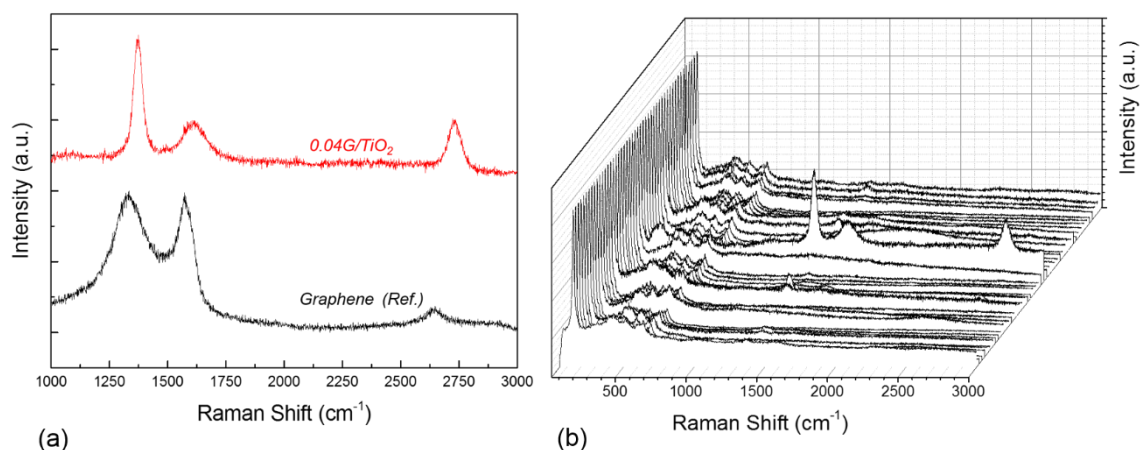 Intensity (a.u.)
0.04G/TiO₂
Graphene (Ref.)
1000 1250 1500 1750 2000 2250 2500 2750 3000
Raman Shift (cm⁻¹)
(a)
Intensity (a.u.)
500 1000 1500 2000 2500 3000
Raman Shift (cm⁻¹)
(b)